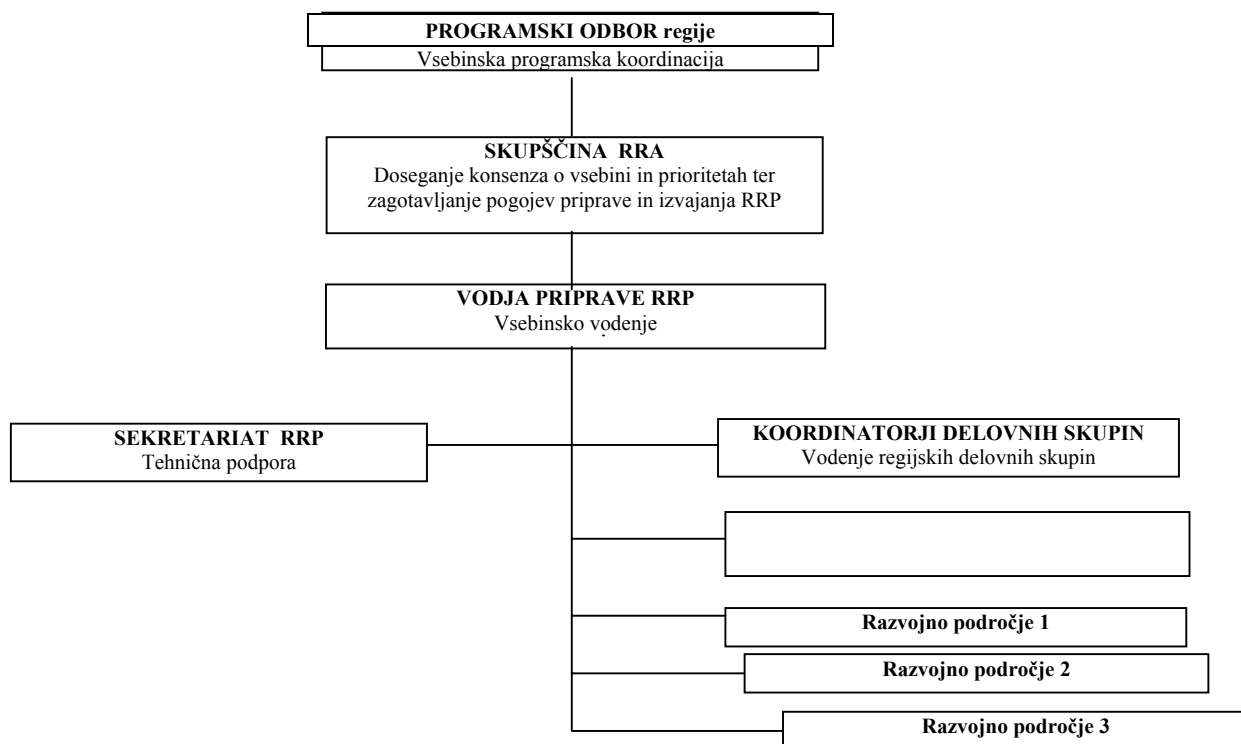 PROGRAMSKI ODBOR regije
Vsebinska programska koordinacija
SKUPŠČINA RRA
Doseganje konsenza o vsebini in prioritetah ter
zagotavljanje pogojev priprave in izvajanja RRP
VODJA PRIPRAVE RRP
Vsebinsko vodenje
SEKRETARIAT RRP
Tehnična podpora
KOORDINATORJI DELOVNIH SKUPIN
Vodenje regijskih delovnih skupin
Razvojno področje 1
Razvojno področje 2
Razvojno področje 3